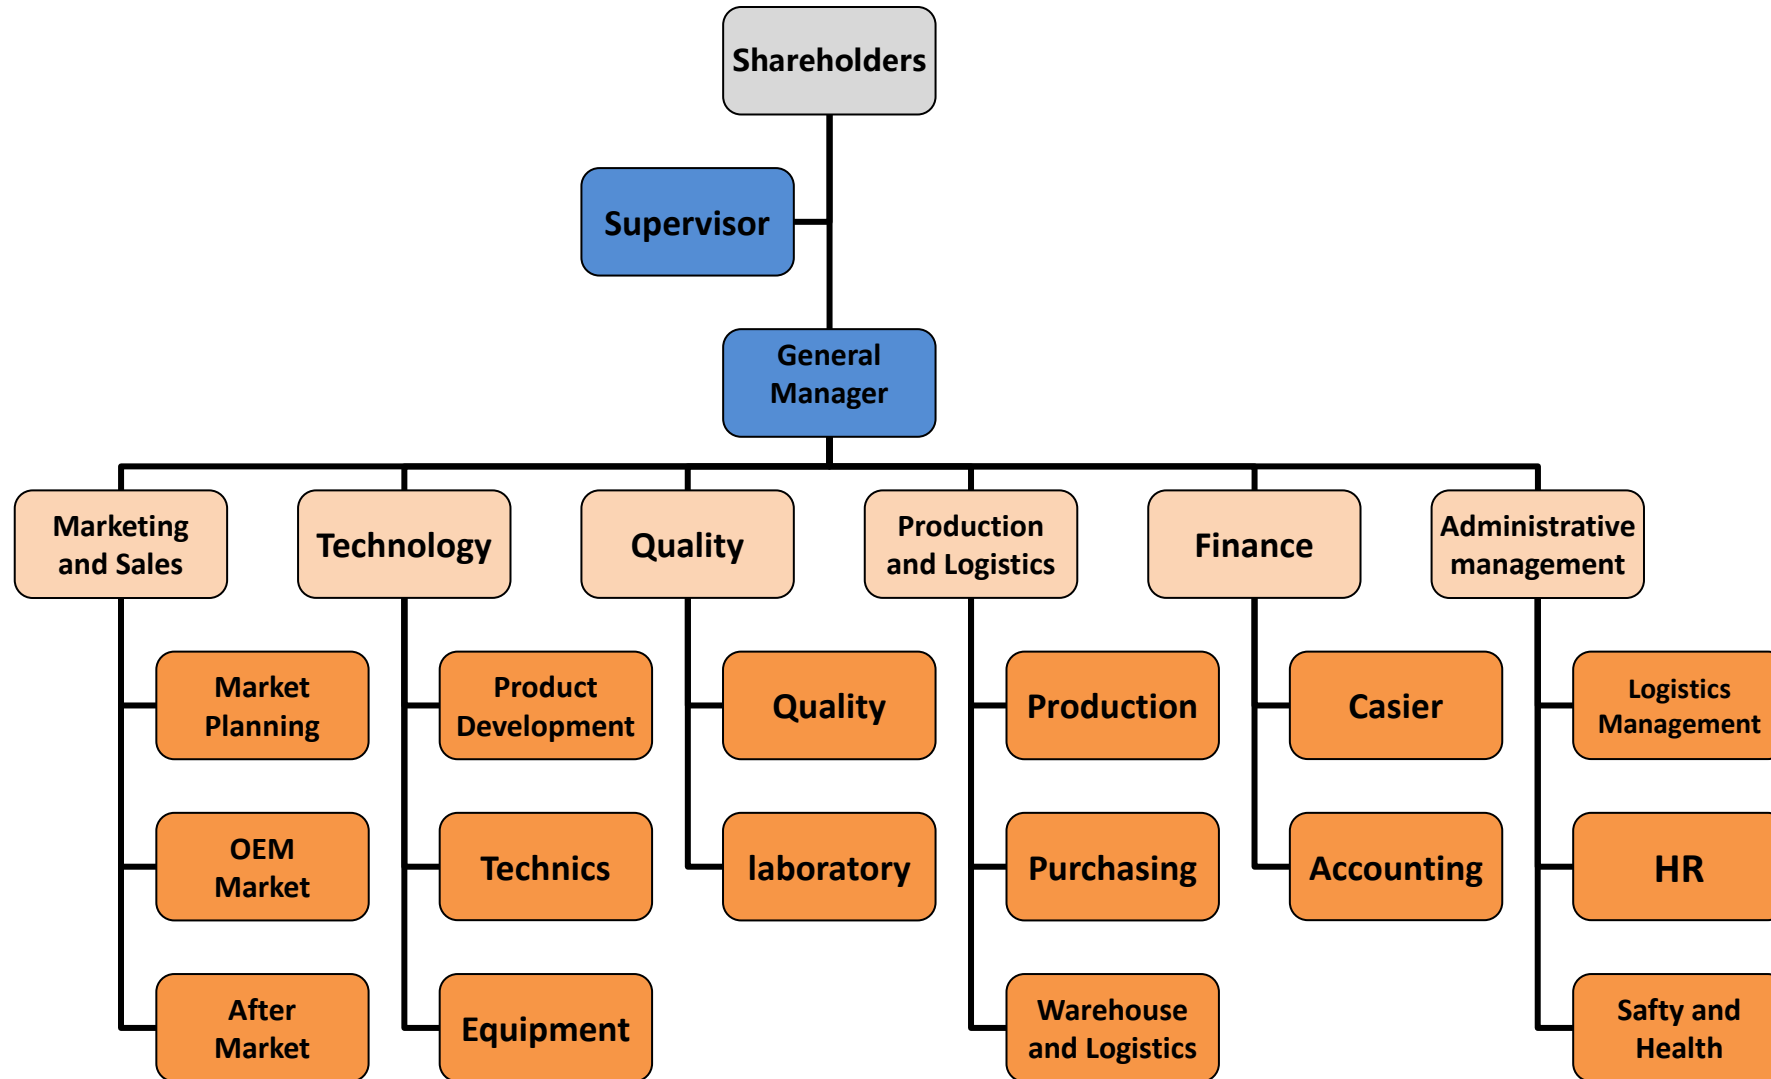 Shareholders
Supervisor
General
Manager
Marketing
and Sales
Technology
Quality
Production
and Logistics
Finance
Administrative
management
Market
Planning
Product
Development
Quality
Production
Casier
Logistics
Management
OEM
Market
Technics
laboratory
Purchasing
Accounting
HR
After
Market
Equipment
Warehouse
and Logistics
Safty and
Health